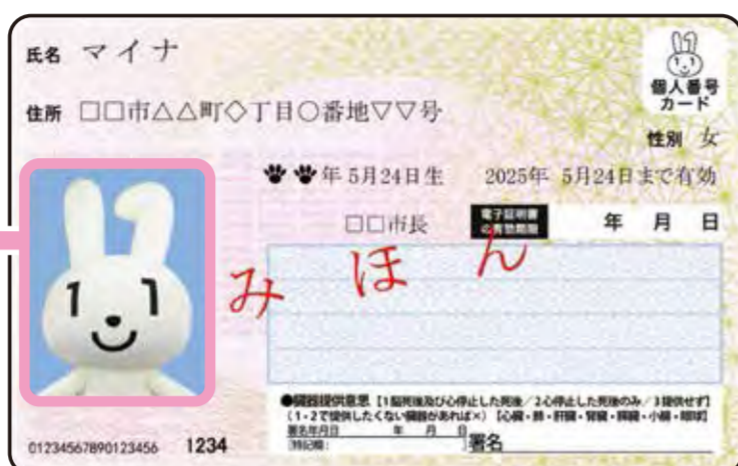 氏名 マイナ
個人番号
カード
住所 □□市△△町◇丁目○番地▽▽号
性別 女
年 5月24日生 2025年 5月24日まで有効
□□市長 電子証明書の有効期限 年 月 日
みほん
1 1
●臓器提供意思【1脳死後及び心停止した死後／2心停止した死後のみ／3提供せず】
(1・2で提供したくない臓器があれば×)【心臓・肺・肝臓・腎臓・膵臓・小腸・眼球】
署名年月日 年 月 日
[特記欄: ]署名
01234567890123456 1234